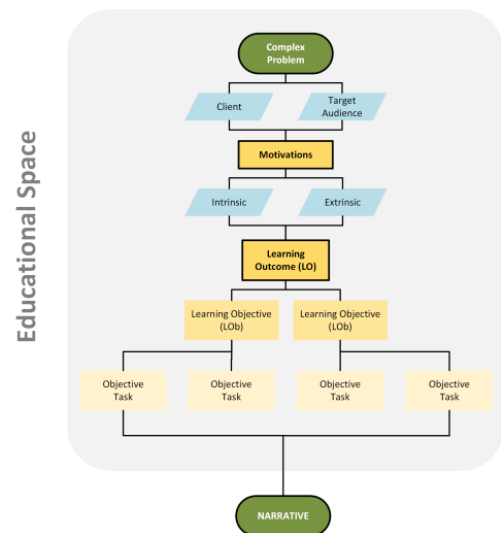 Educational Space
Complex
Problem
Client
Target
Audience
Motivations
Intrinsic
Extrinsic
Learning
Outcome (LO)
Learning Objective
(LOb)
Learning Objective
(LOb)
Objective
Task
Objective
Task
Objective
Task
Objective
Task
NARRATIVE